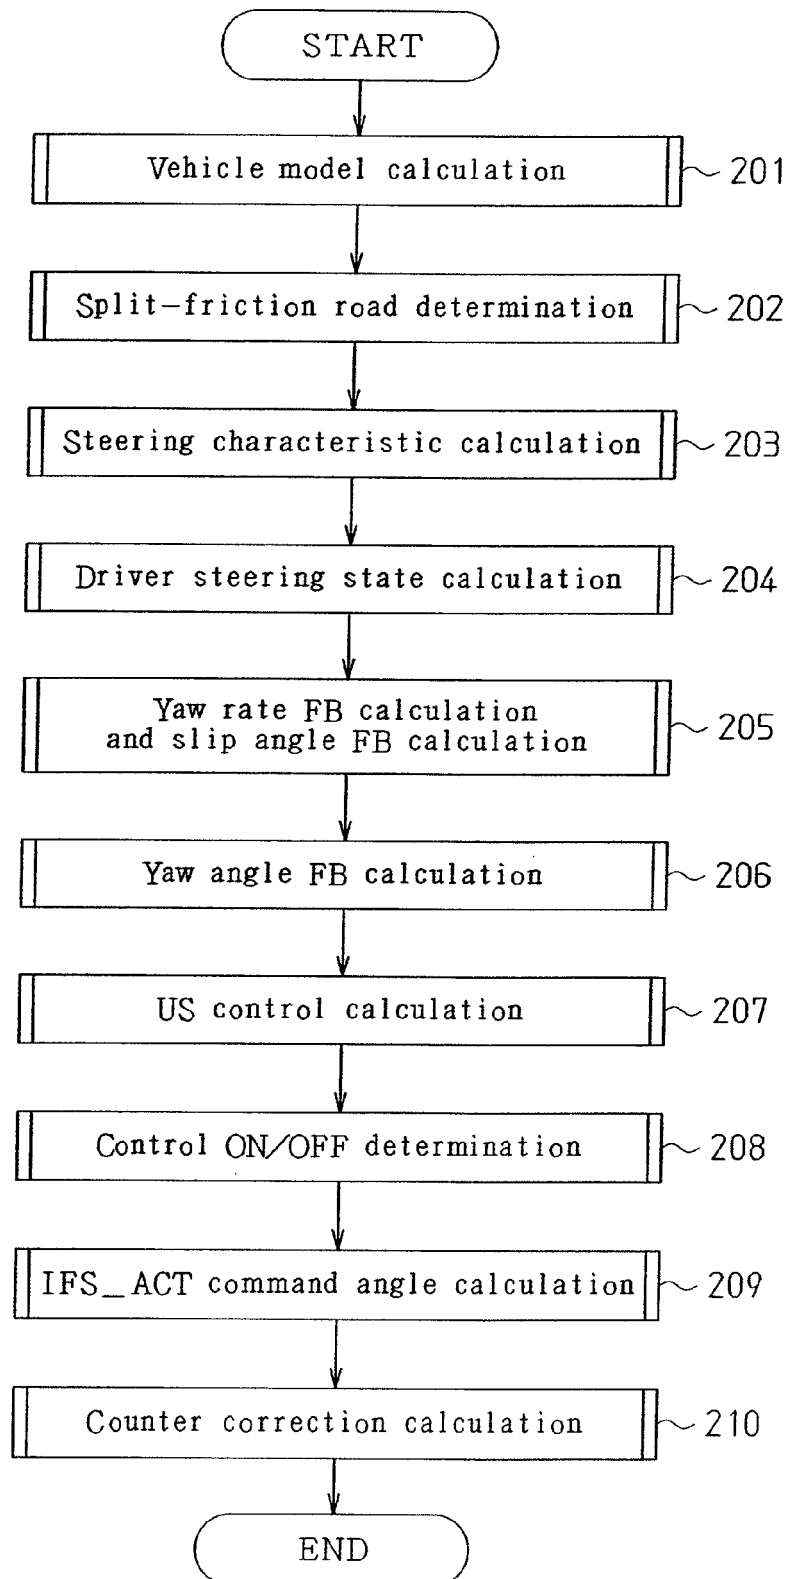 START
Vehicle model calculation 201
Split-friction road determination 202
Steering characteristic calculation 203
Driver steering state calculation 204
Yaw rate FB calculation
and slip angle FB calculation 205
Yaw angle FB calculation 206
US control calculation 207
Control ON/OFF determination 208
IFS_ACT command angle calculation 209
Counter correction calculation 210
END